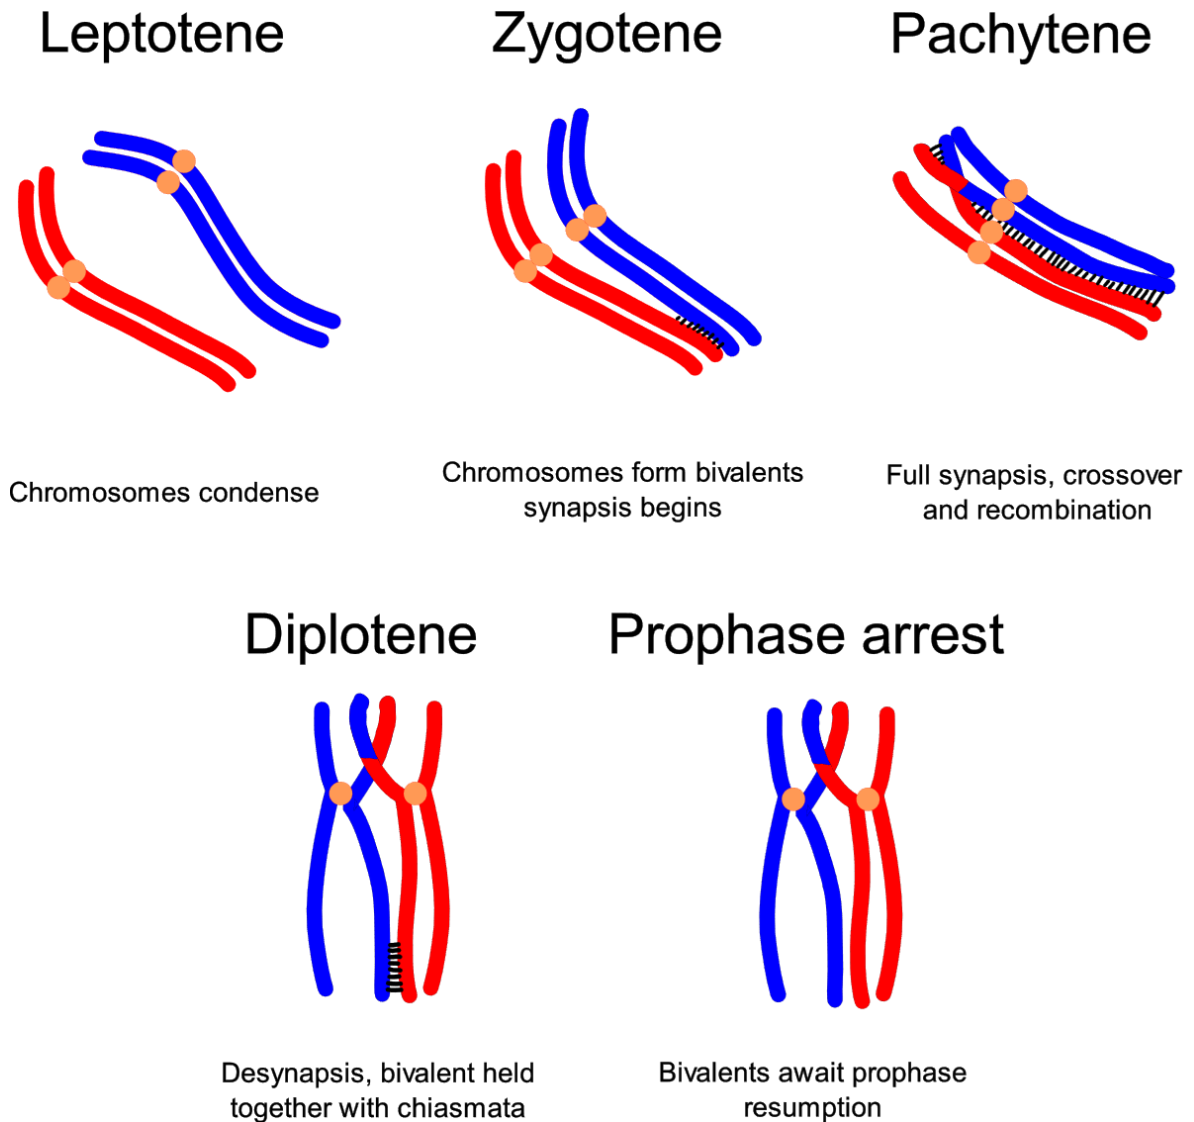 Leptotene
Zygotene
Pachytene
Chromosomes condense
Chromosomes form bivalents
synapsis begins
Full synapsis, crossover
and recombination
Diplotene
Prophase arrest
Desynapsis, bivalent held
together with chiasmata
Bivalents await prophase
resumption